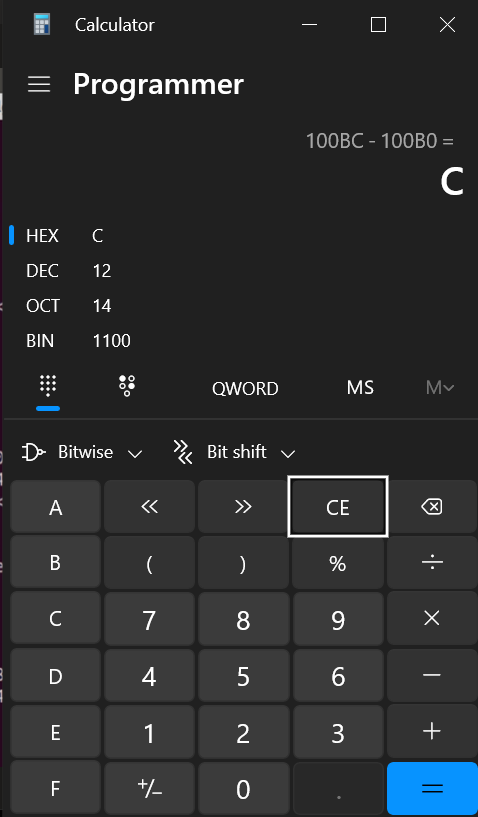 Calculator
Programmer
100BC - 100B0 =
C
HEX C
DEC 12
OCT 14
BIN 1100
QWORD MS M
Bitwise Bit shift
A « » CE
B ( ) % ÷
C 7 8 9 ×
D 4 5 6 −
E 1 2 3 +
F +/− 0 . =